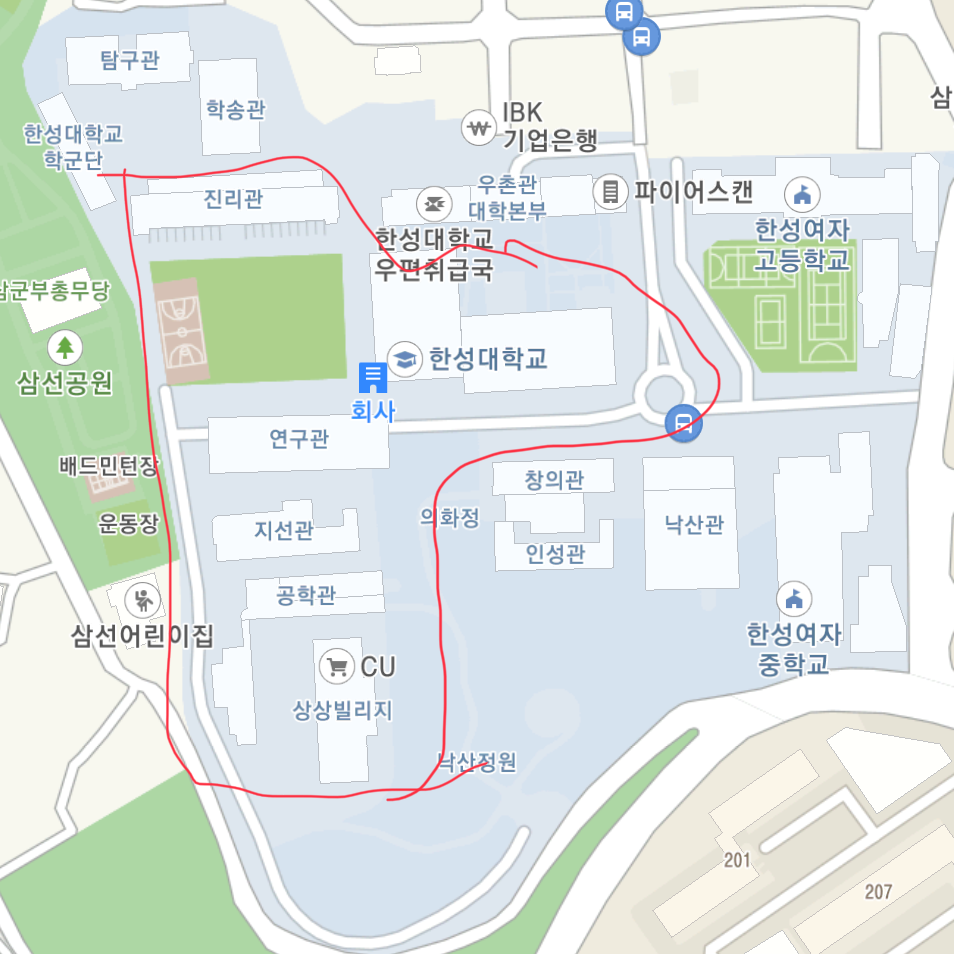 탐구관
학송관
IBK
기업은행
삼
한성대학교
학군단
진리관
우촌관
대학본부
파이어스캔
한성대학교
우편취급국
한성여자
고등학교
남군부총무당
삼선공원
한성대학교
회사
연구관
배드민턴장
운동장
의화정
창의관
인성관
낙산관
지선관
공학관
삼선어린이집
CU
상상빌리지
한성여자
중학교
낙산정원
201
207